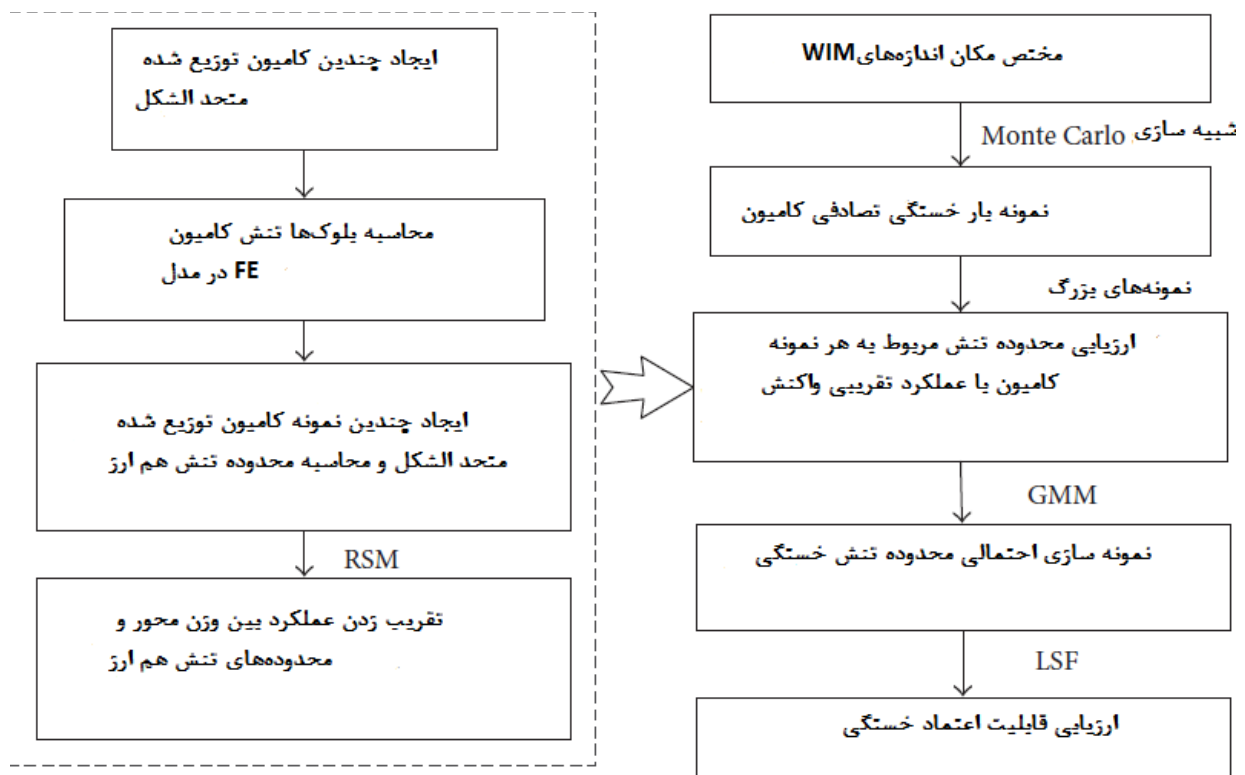 ایجاد چندین کامیون توزیع شده
متحد الشکل
محاسبه بلوک‌ها تنش کامیون
در مدل FE
ایجاد چندین نمونه کامیون توزیع شده
متحد الشکل و محاسبه محدوده تنش هم ارز
RSM
تقریب زدن عملکرد بین وزن محور و
محدوده‌های تنش هم ارز
مختص مکان اندازه‌های WIM
شبیه سازی Monte Carlo
نمونه بار خستگی تصادفی کامیون
نمونه‌های بزرگ
ارزیابی محدوده تنش مربوط به هر نمونه
کامیون با عملکرد تقریبی واکنش
GMM
نمونه سازی احتمالی محدوده تنش خستگی
LSF
ارزیابی قابلیت اعتماد خستگی